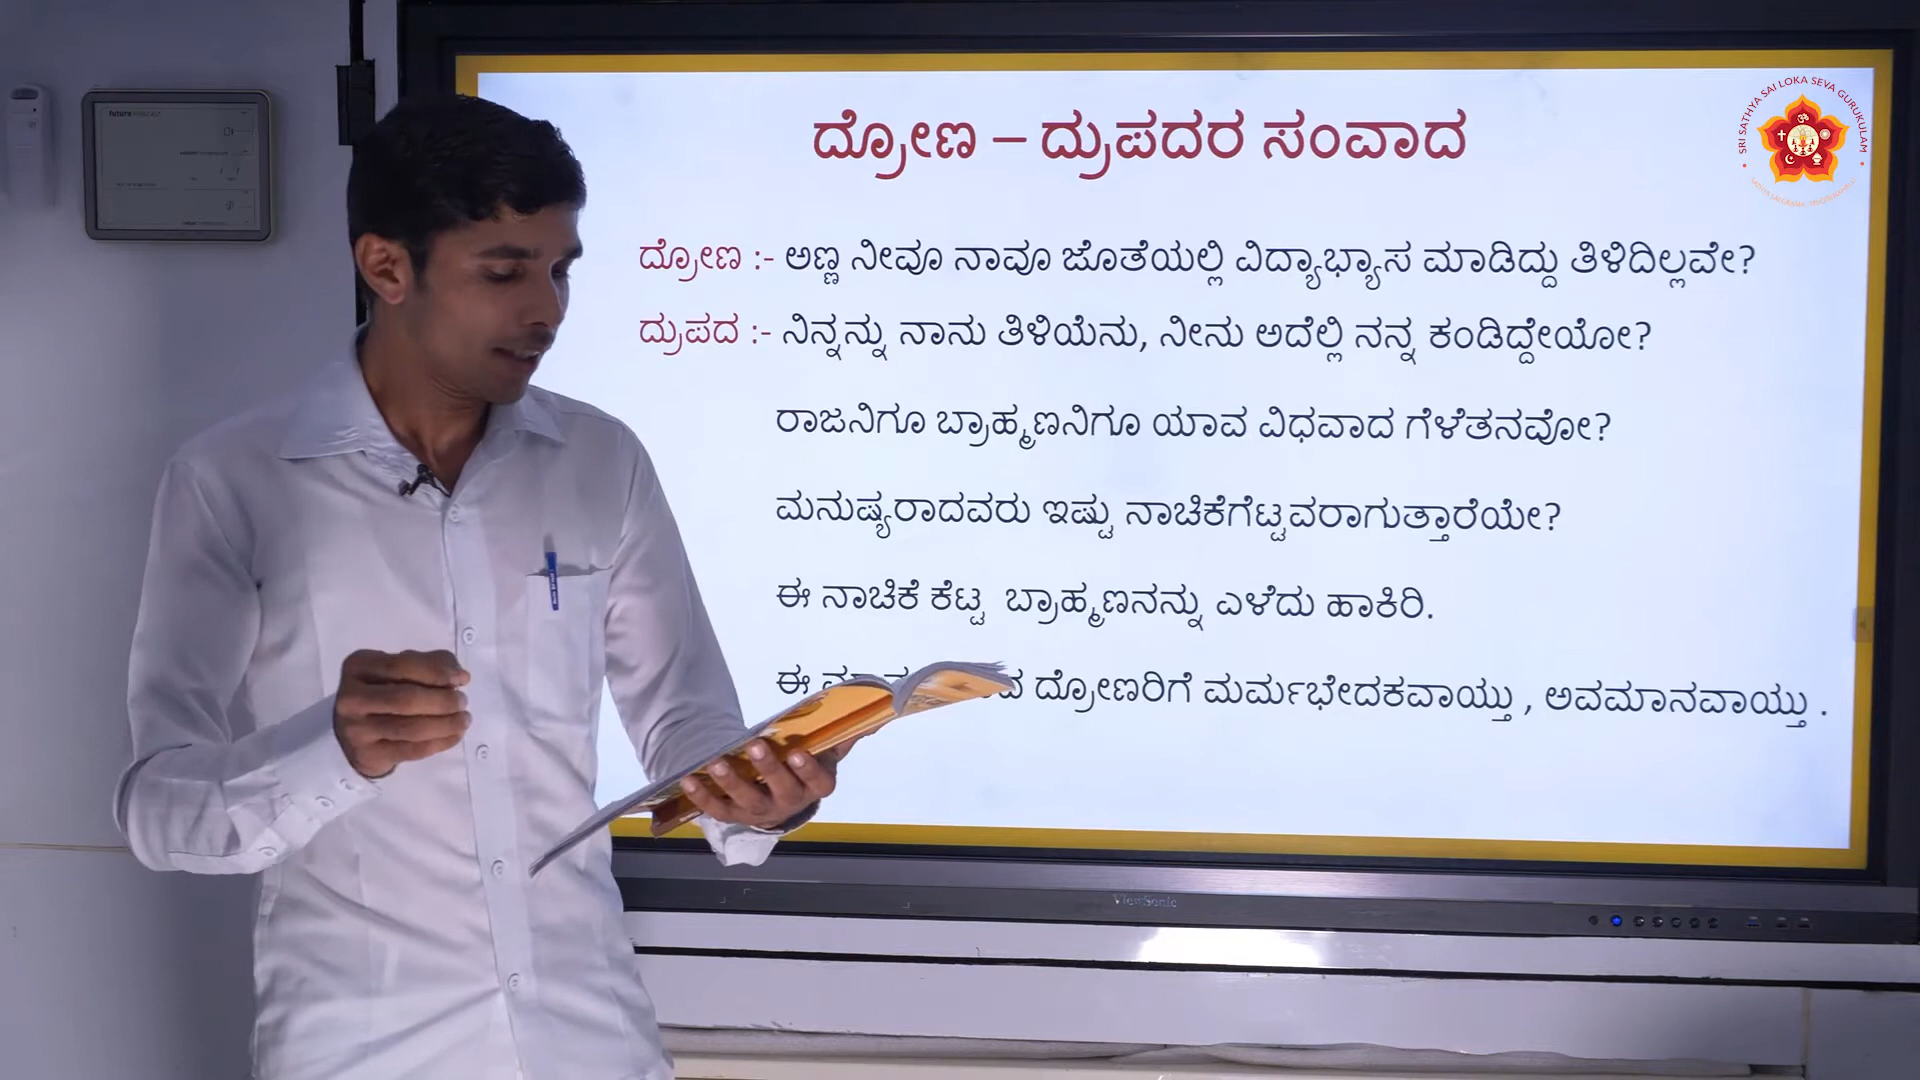 ದ್ರೋಣ – ದ್ರುಪದರ ಸಂವಾದ
SRI SATHYA SAI LOKA SEVA GURUKULAM
ದ್ರೋಣ :- ಅಣ್ಣ ನೀವೂ ನಾವೂ ಜೊತೆಯಲ್ಲಿ ವಿದ್ಯಾಭ್ಯಾಸ ಮಾಡಿದ್ದು ತಿಳಿದಿಲ್ಲವೇ?
ದ್ರುಪದ :- ನಿನ್ನನ್ನು ನಾನು ತಿಳಿಯೆನು, ನೀನು ಅದೆಲ್ಲಿ ನನ್ನ ಕಂಡಿದ್ದೇಯೋ?
ರಾಜನಿಗೂ ಬ್ರಾಹ್ಮಣನಿಗೂ ಯಾವ ವಿಧವಾದ ಗೆಳೆತನವೋ?
ಮನುಷ್ಯರಾದವರು ಇಷ್ಟು ನಾಚಿಕೆಗೆಟ್ಟವರಾಗುತ್ತಾರೆಯೇ?
ಈ ನಾಚಿಕೆ ಕೆಟ್ಟ ಬ್ರಾಹ್ಮಣನನ್ನು ಎಳೆದು ಹಾಕಿರಿ.
ಈ ದ್ರೋಣರಿಗೆ ಮರ್ಮಭೇದಕವಾಯ್ತು , ಅವಮಾನವಾಯ್ತು .
ViewSonic